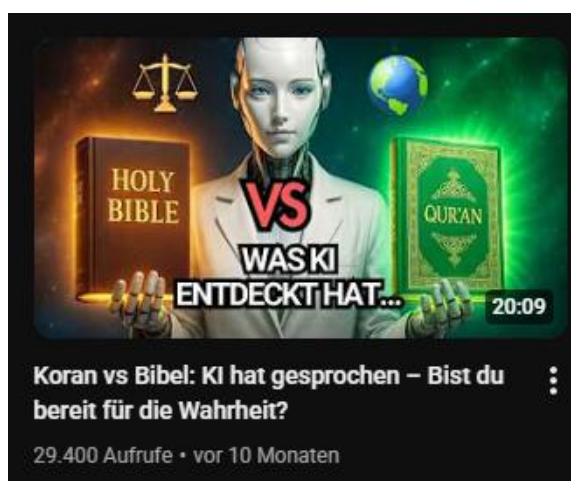 HOLY
BIBLE
VS
QUR'AN
WAS KI
ENTDECKT HAT...
20:09
Koran vs Bibel: KI hat gesprochen – Bist du
bereit für die Wahrheit?
29.400 Aufrufe • vor 10 Monaten